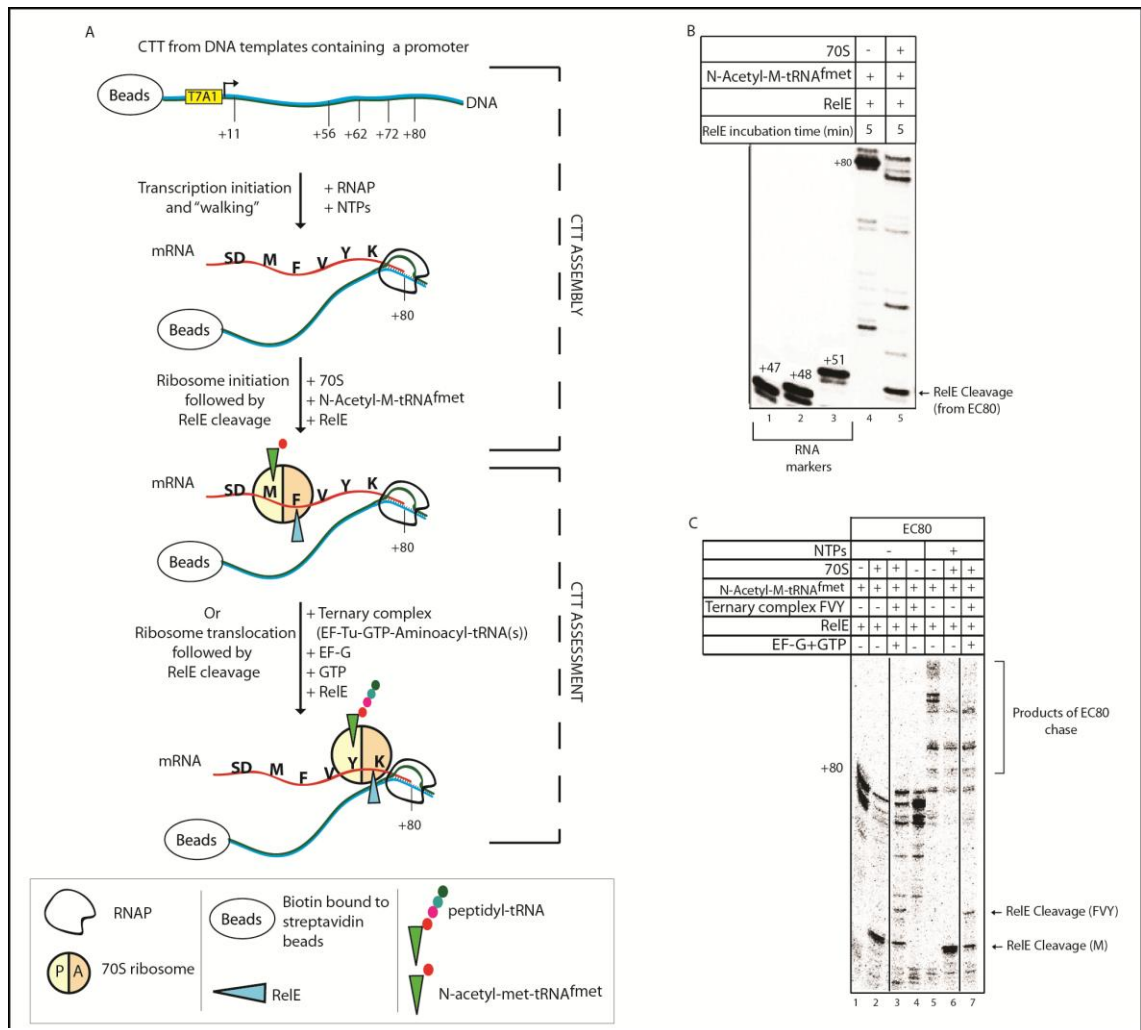 A
CTT from DNA templates containing a promoter
Beads
T7A1
DNA
+11
+56
+62
+72
+80
Transcription initiation
and "walking"
+ RNAP
+ NTPs
mRNA
SD M F V Y K
Beads
+80
Ribosome initiation
followed by
RelE cleavage
+ 70S
+ N-Acetyl-M-tRNAfmet
+ RelE
CTT ASSEMBLY
mRNA
SD M F V Y K
Beads
+80
Or
Ribosome translocation
followed by
RelE cleavage
+ Ternary complex
(EF-Tu-GTP-Aminoacyl-tRNA(s))
+ EF-G
+ GTP
+ RelE
CTT ASSESSMENT
mRNA
SD M F V Y K
Beads
+80
RNAP
P A
70S ribosome
Beads
Biotin bound to
streptavidin
beads
RelE
peptidyl-tRNA
N-acetyl-met-tRNAfmet
B
70S - +
N-Acetyl-M-tRNAfmet + +
RelE + +
RelE incubation time (min) 5 5
+80
+47
+48
+51
RelE Cleavage
(from EC80)
1 2 3 4 5
RNA
markers
C
EC80
NTPs - +
70S - + + - - + +
N-Acetyl-M-tRNAfmet + + + + + + +
Ternary complex FVY - - + + - - +
RelE + + + + + + +
EF-G+GTP - - + - - - +
+80
Products of EC80
chase
RelE Cleavage (FVY)
RelE Cleavage (M)
1 2 3 4 5 6 7